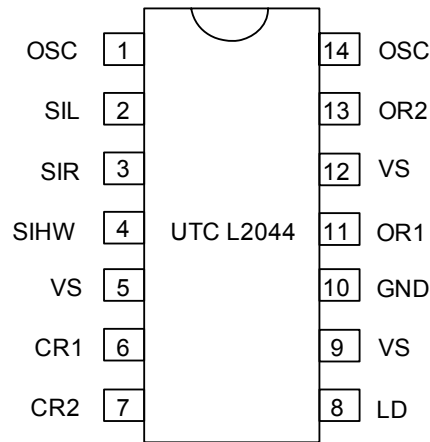 OSC 1 14 OSC
SIL 2 13 OR2
SIR 3 12 VS
SIHW 4 UTC L2044 11 OR1
VS 5 10 GND
CR1 6 9 VS
CR2 7 8 LD